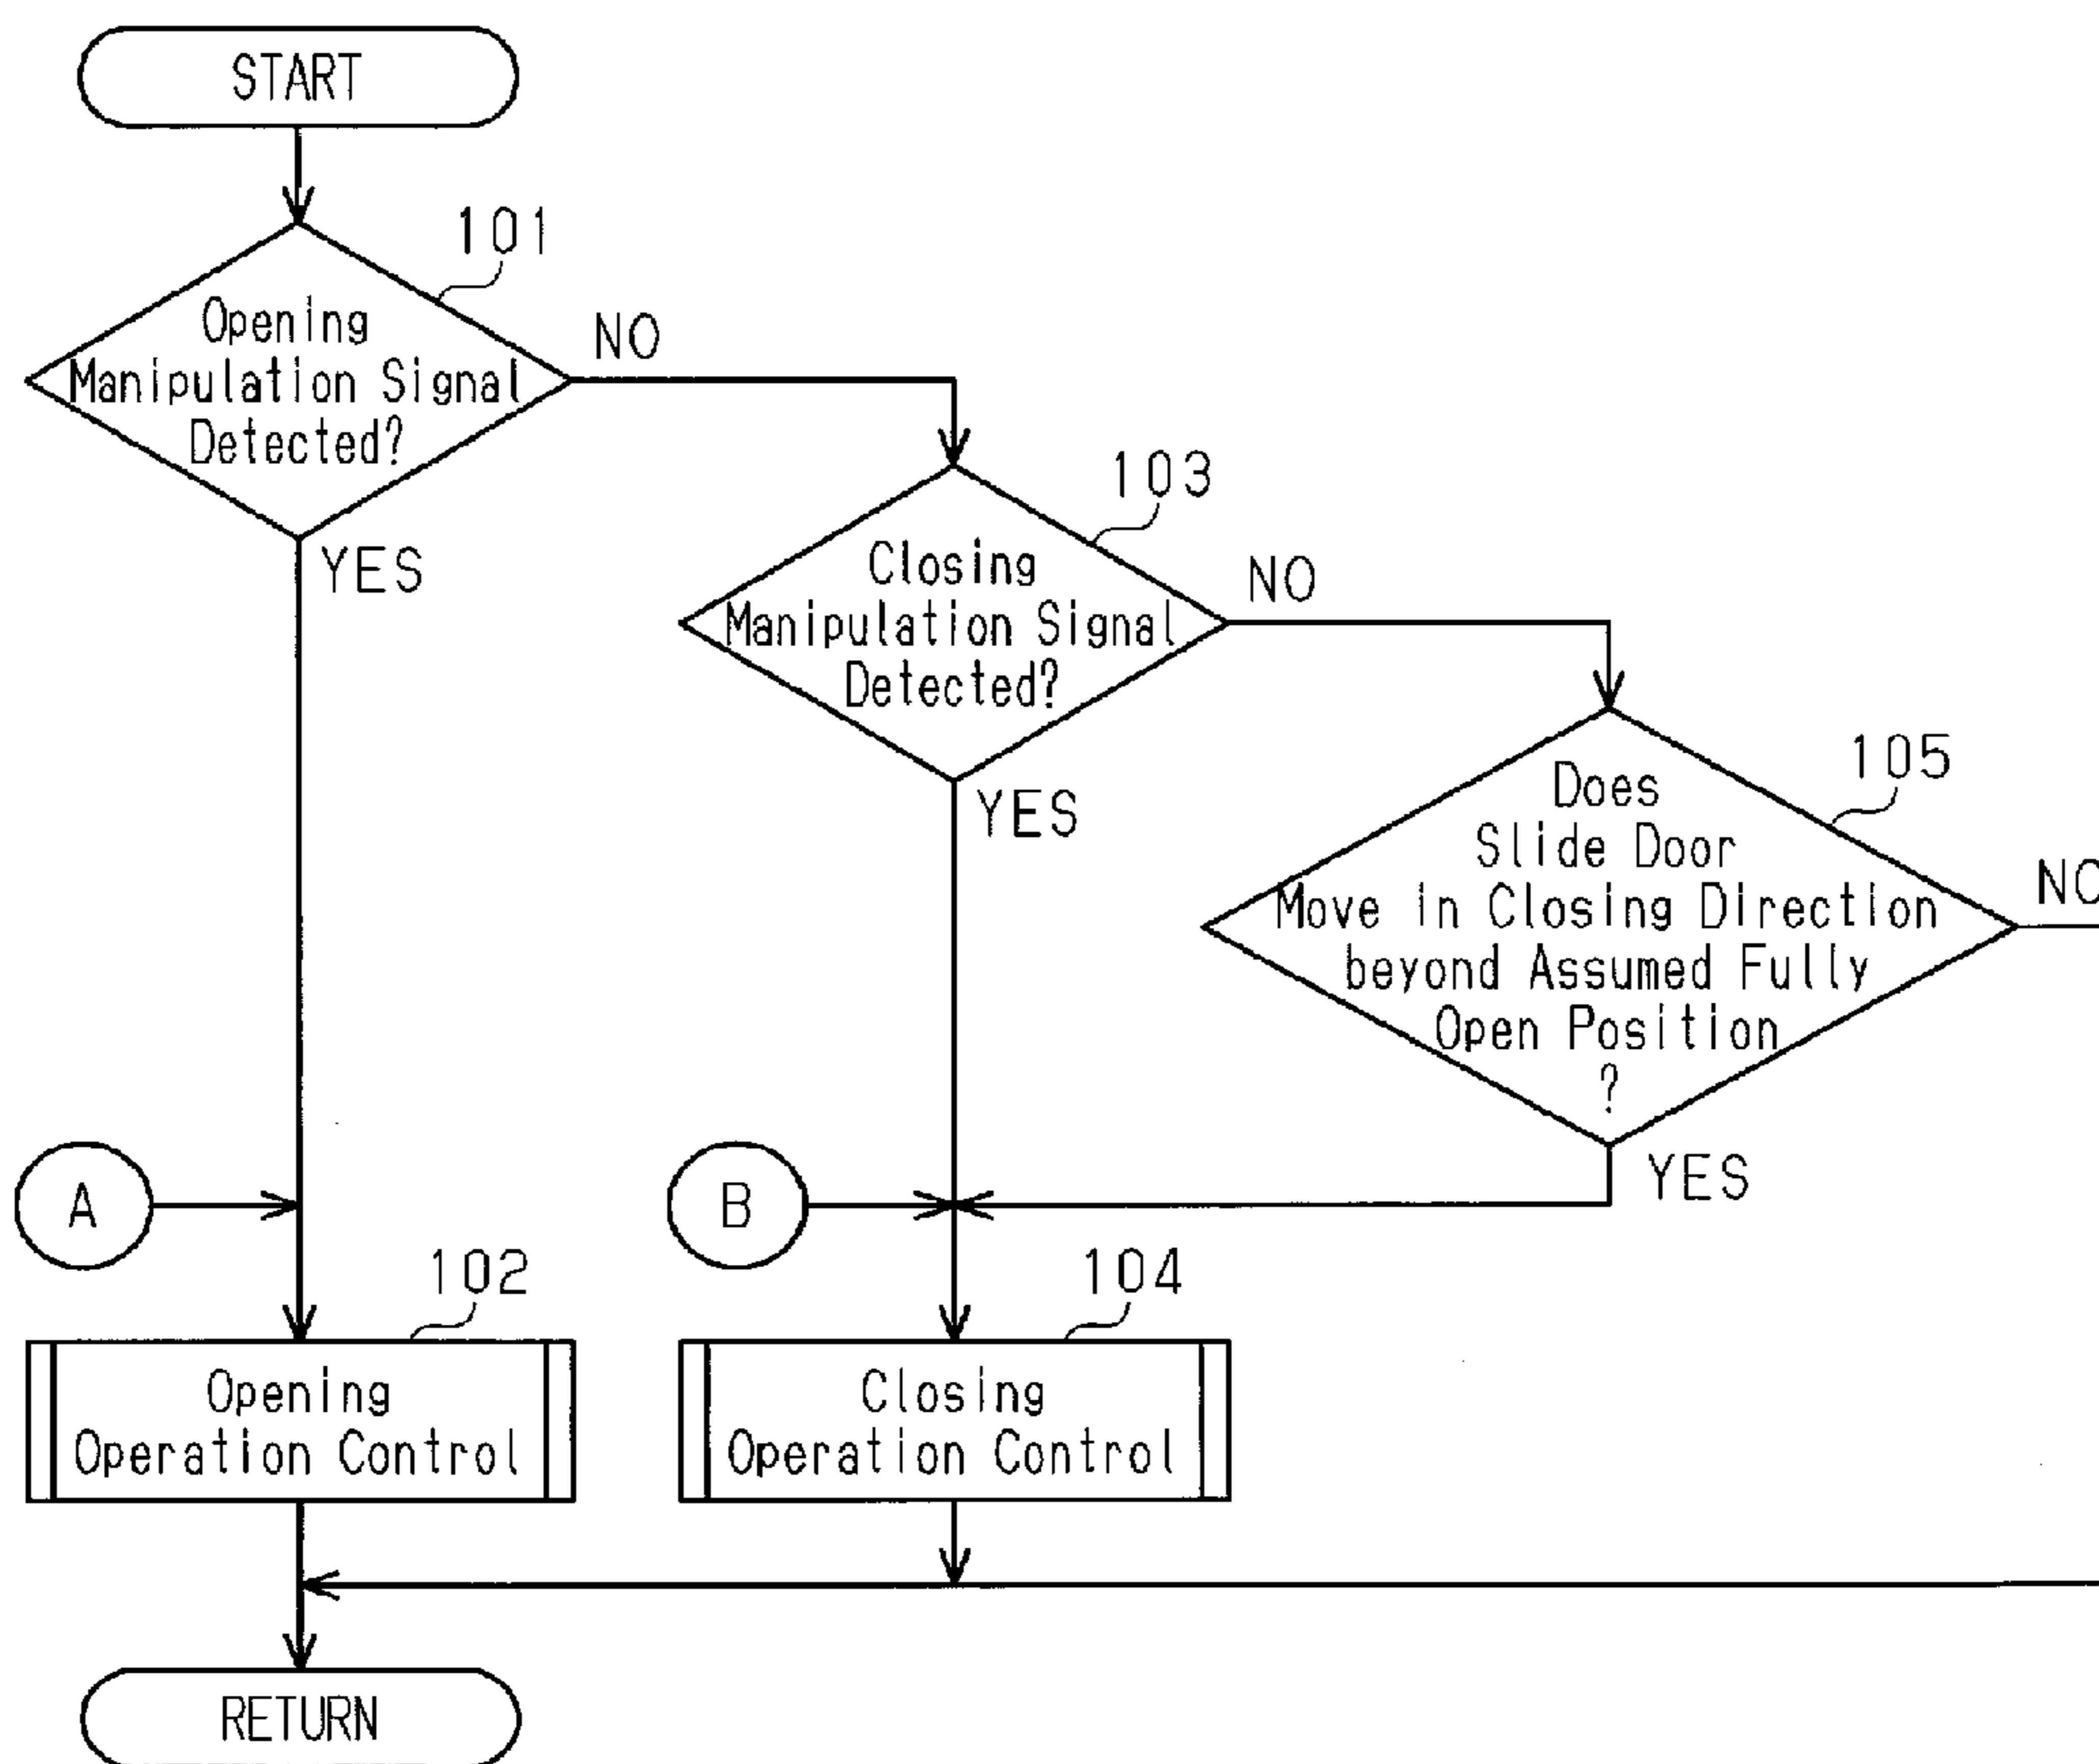 START
101
Opening
Manipulation Signal
Detected?
NO
YES
103
Closing
Manipulation Signal
Detected?
NO
YES
105
Does
Slide Door
Move in Closing Direction
beyond Assumed Fully
Open Position
?
NO
YES
A
B
102
Opening
Operation Control
104
Closing
Operation Control
RETURN